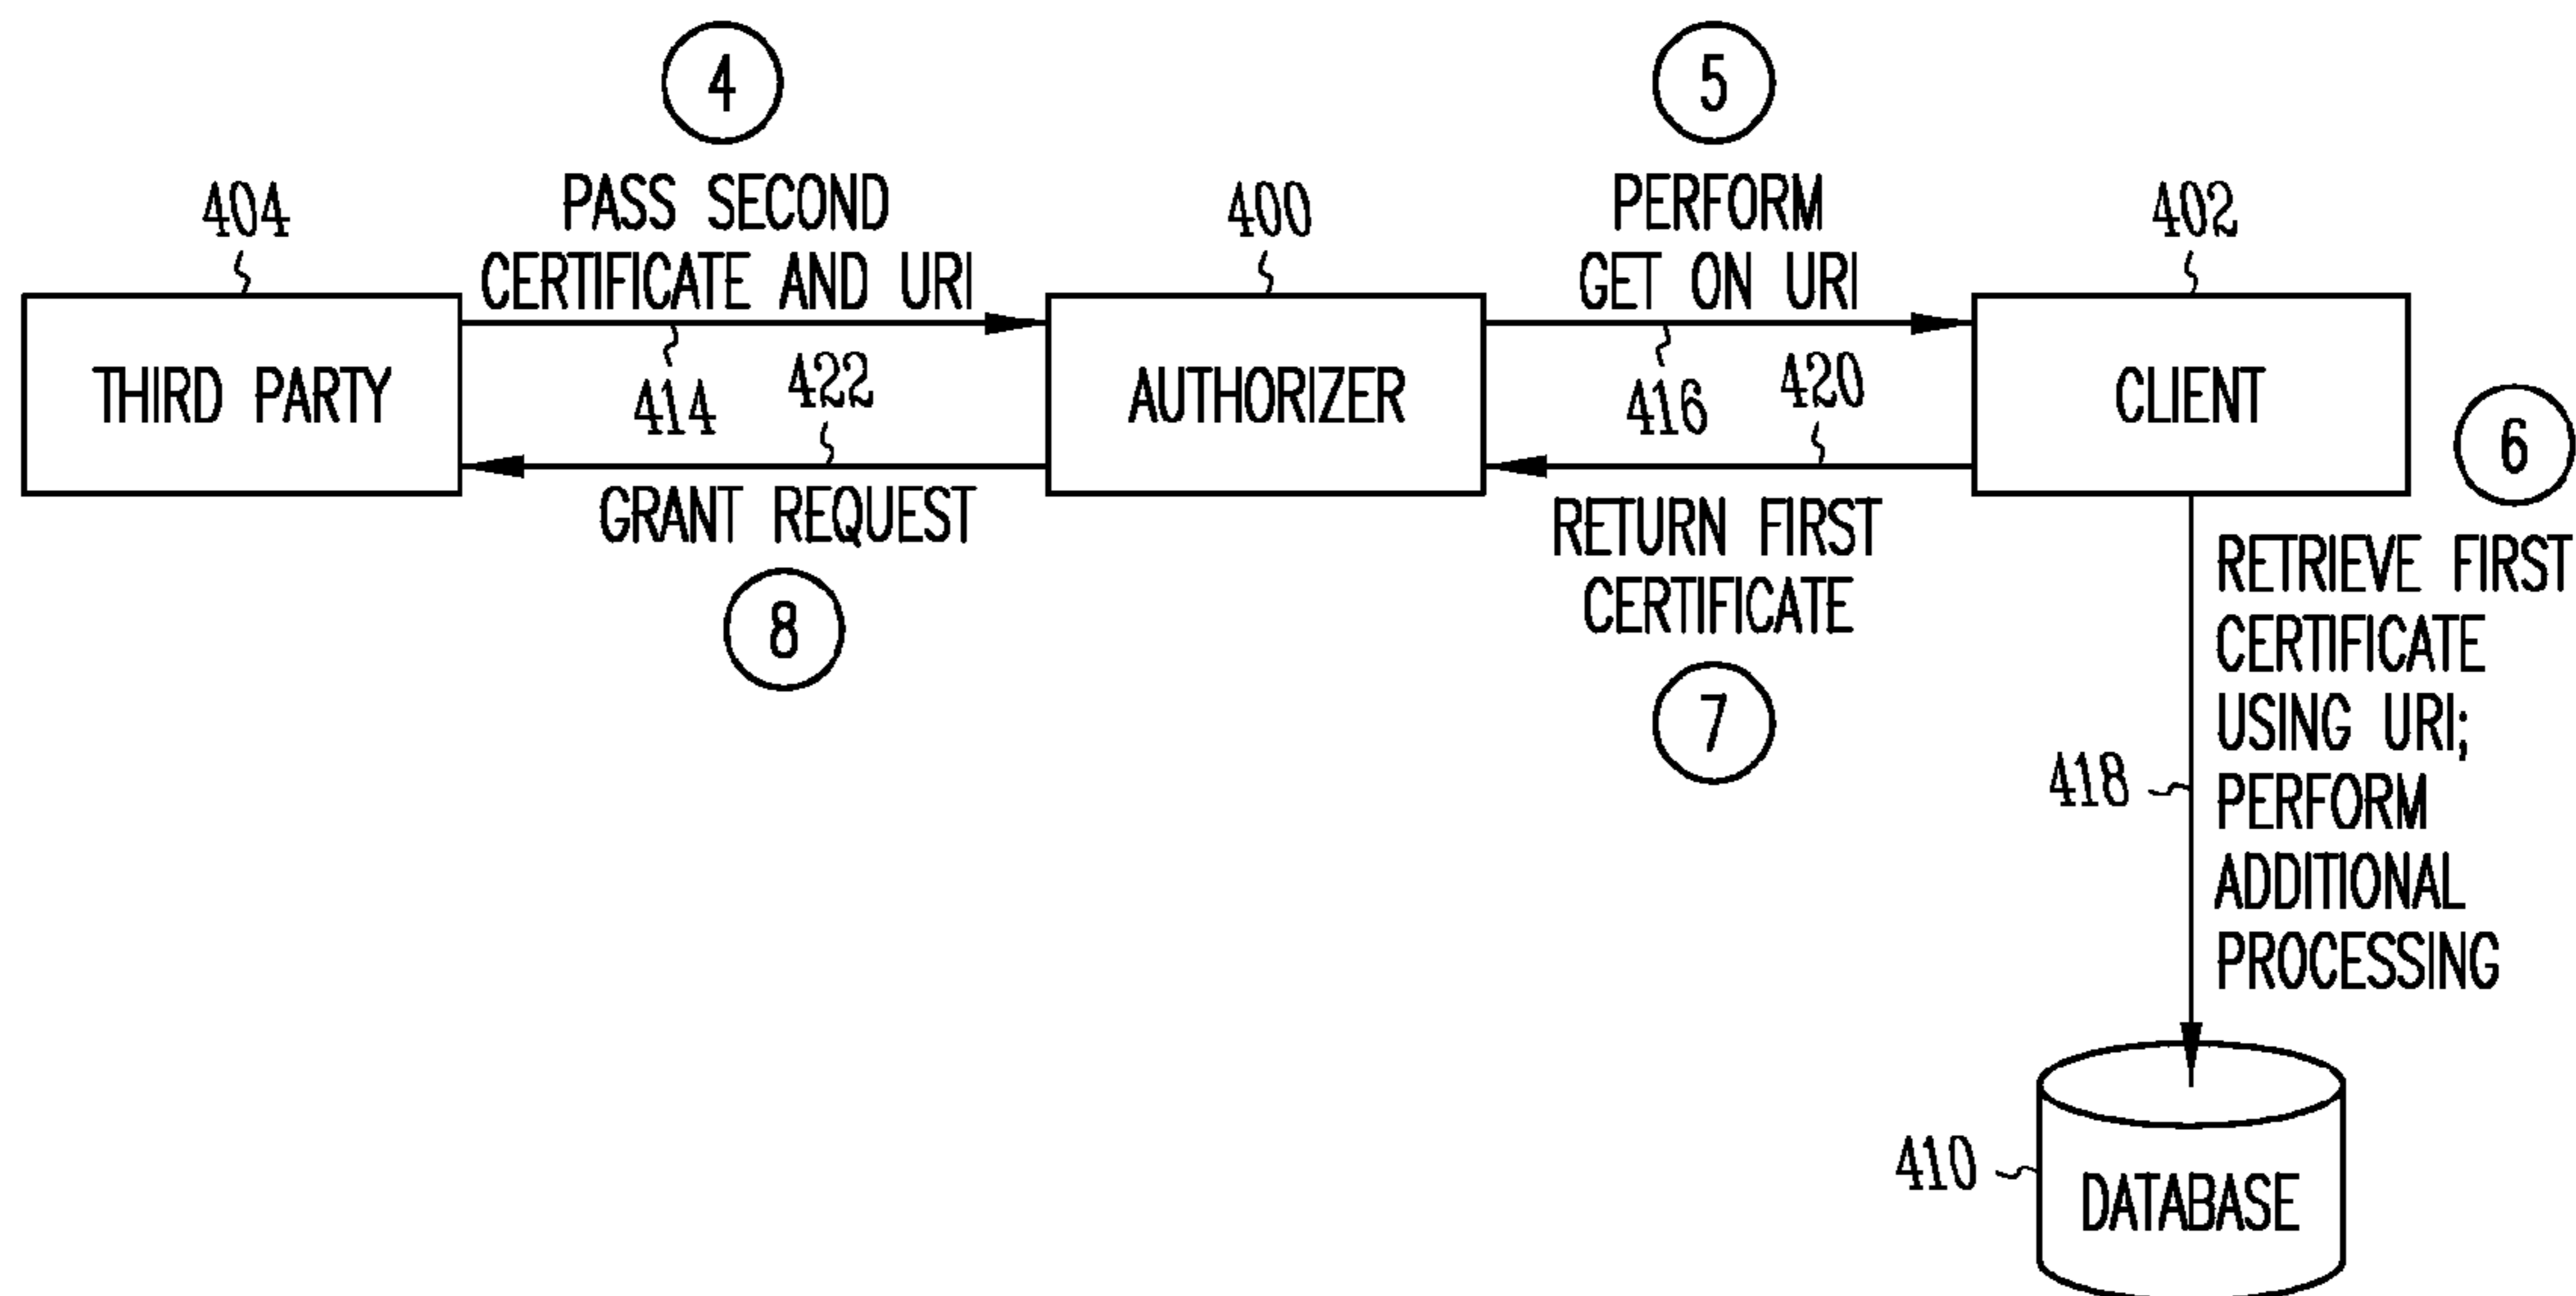 4
PASS SECOND
CERTIFICATE AND URI
404
THIRD PARTY
414
422
GRANT REQUEST
8
400
AUTHORIZER
5
PERFORM
GET ON URI
416
420
RETURN FIRST
CERTIFICATE
7
402
CLIENT
6
RETRIEVE FIRST
CERTIFICATE
USING URI;
PERFORM
ADDITIONAL
PROCESSING
418
410
DATABASE